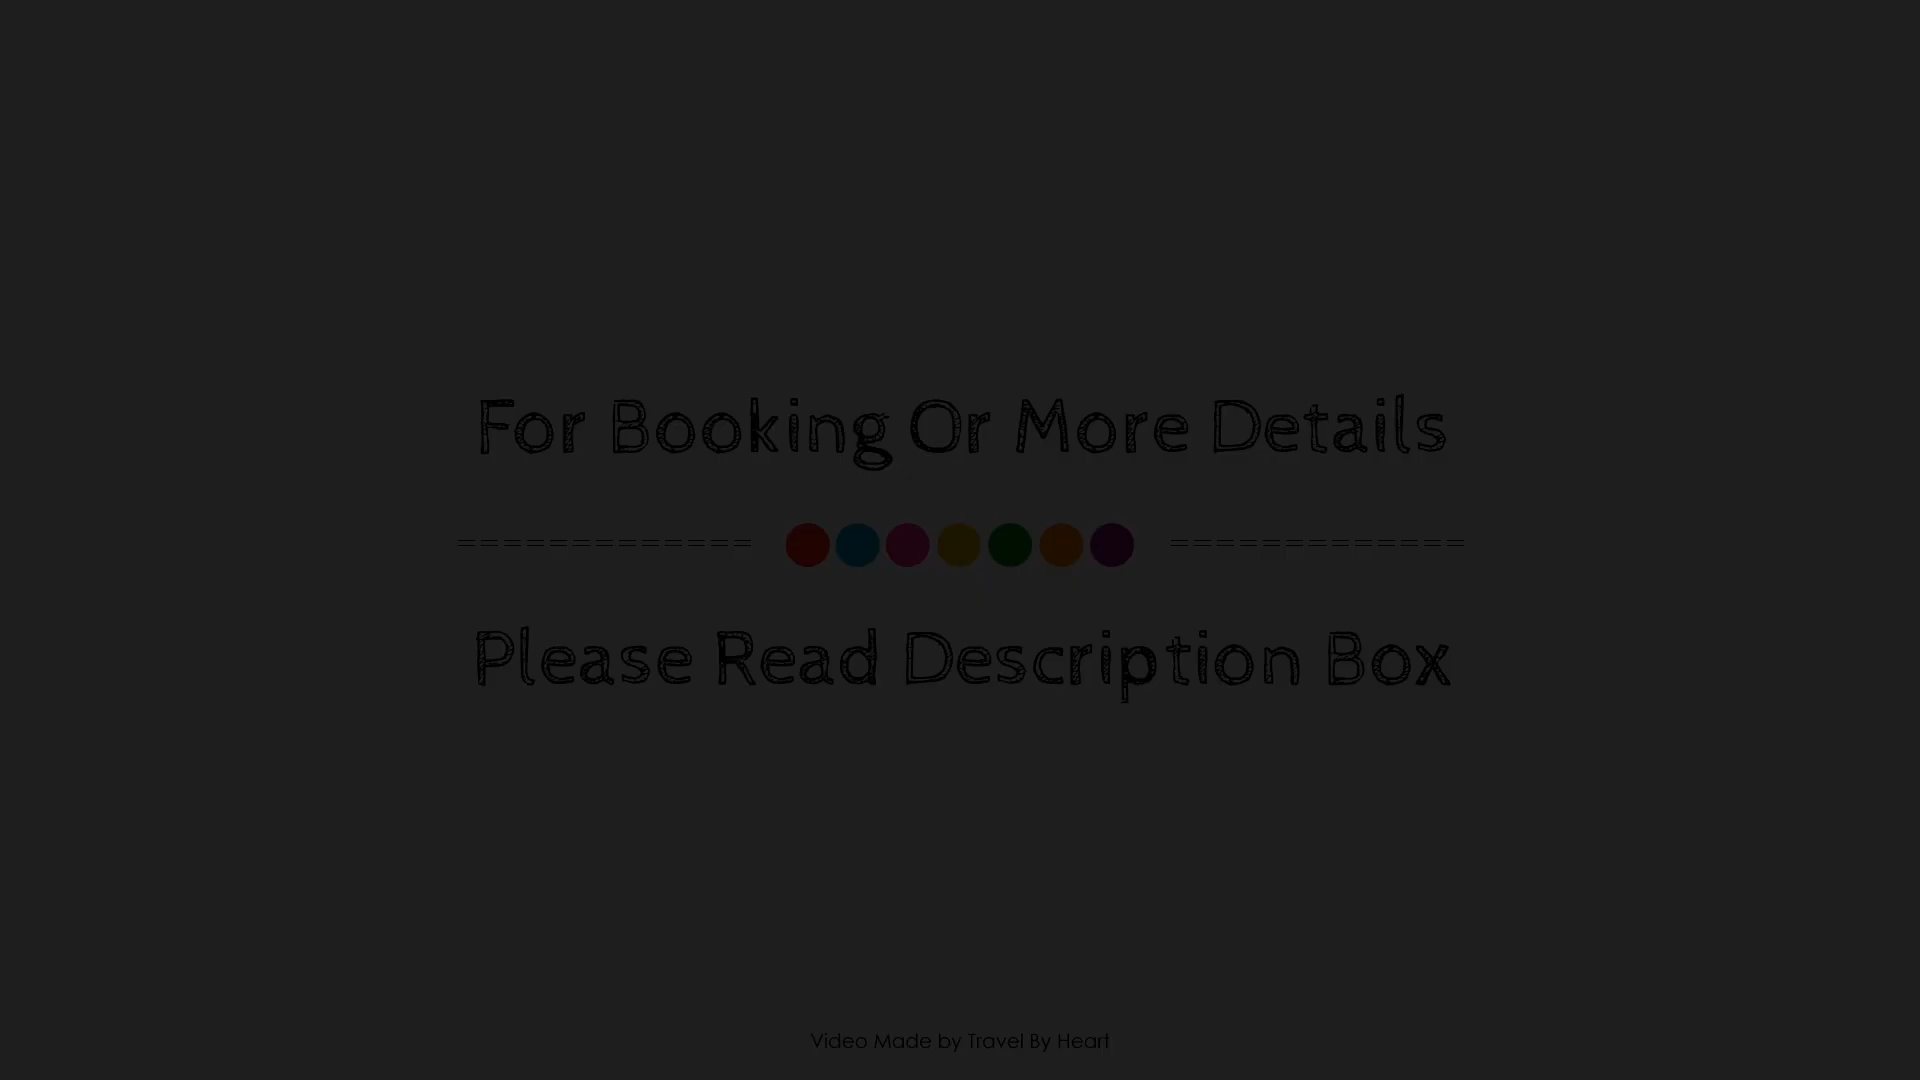 For Booking Or More Details
============= =============
Please Read Description Box
Video Made by Travel By Heart